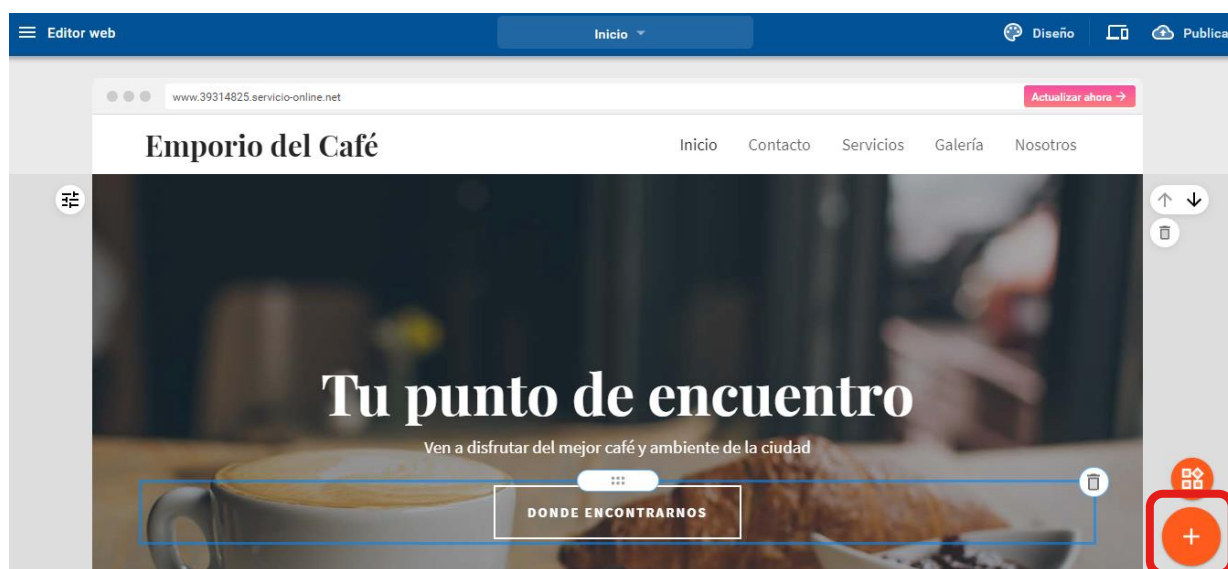 Editor web
Inicio
Diseño
Publica
www.39314825.servicio-online.net
Actualizar ahora →
Emporio del Café
Inicio Contacto Servicios Galería Nosotros
Tu punto de encuentro
Ven a disfrutar del mejor café y ambiente de la ciudad
DONDE ENCONTRARNOS